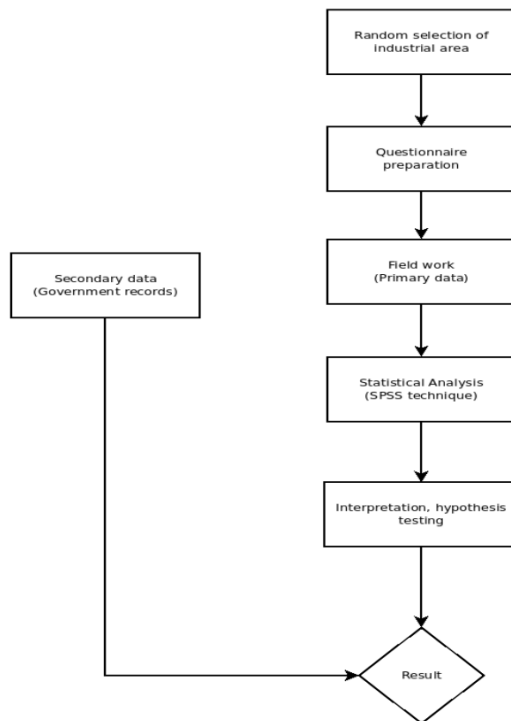 Random selection of
industrial area
Questionnaire
preparation
Field work
(Primary data)
Secondary data
(Government records)
Statistical Analysis
(SPSS technique)
Interpretation, hypothesis
testing
Result